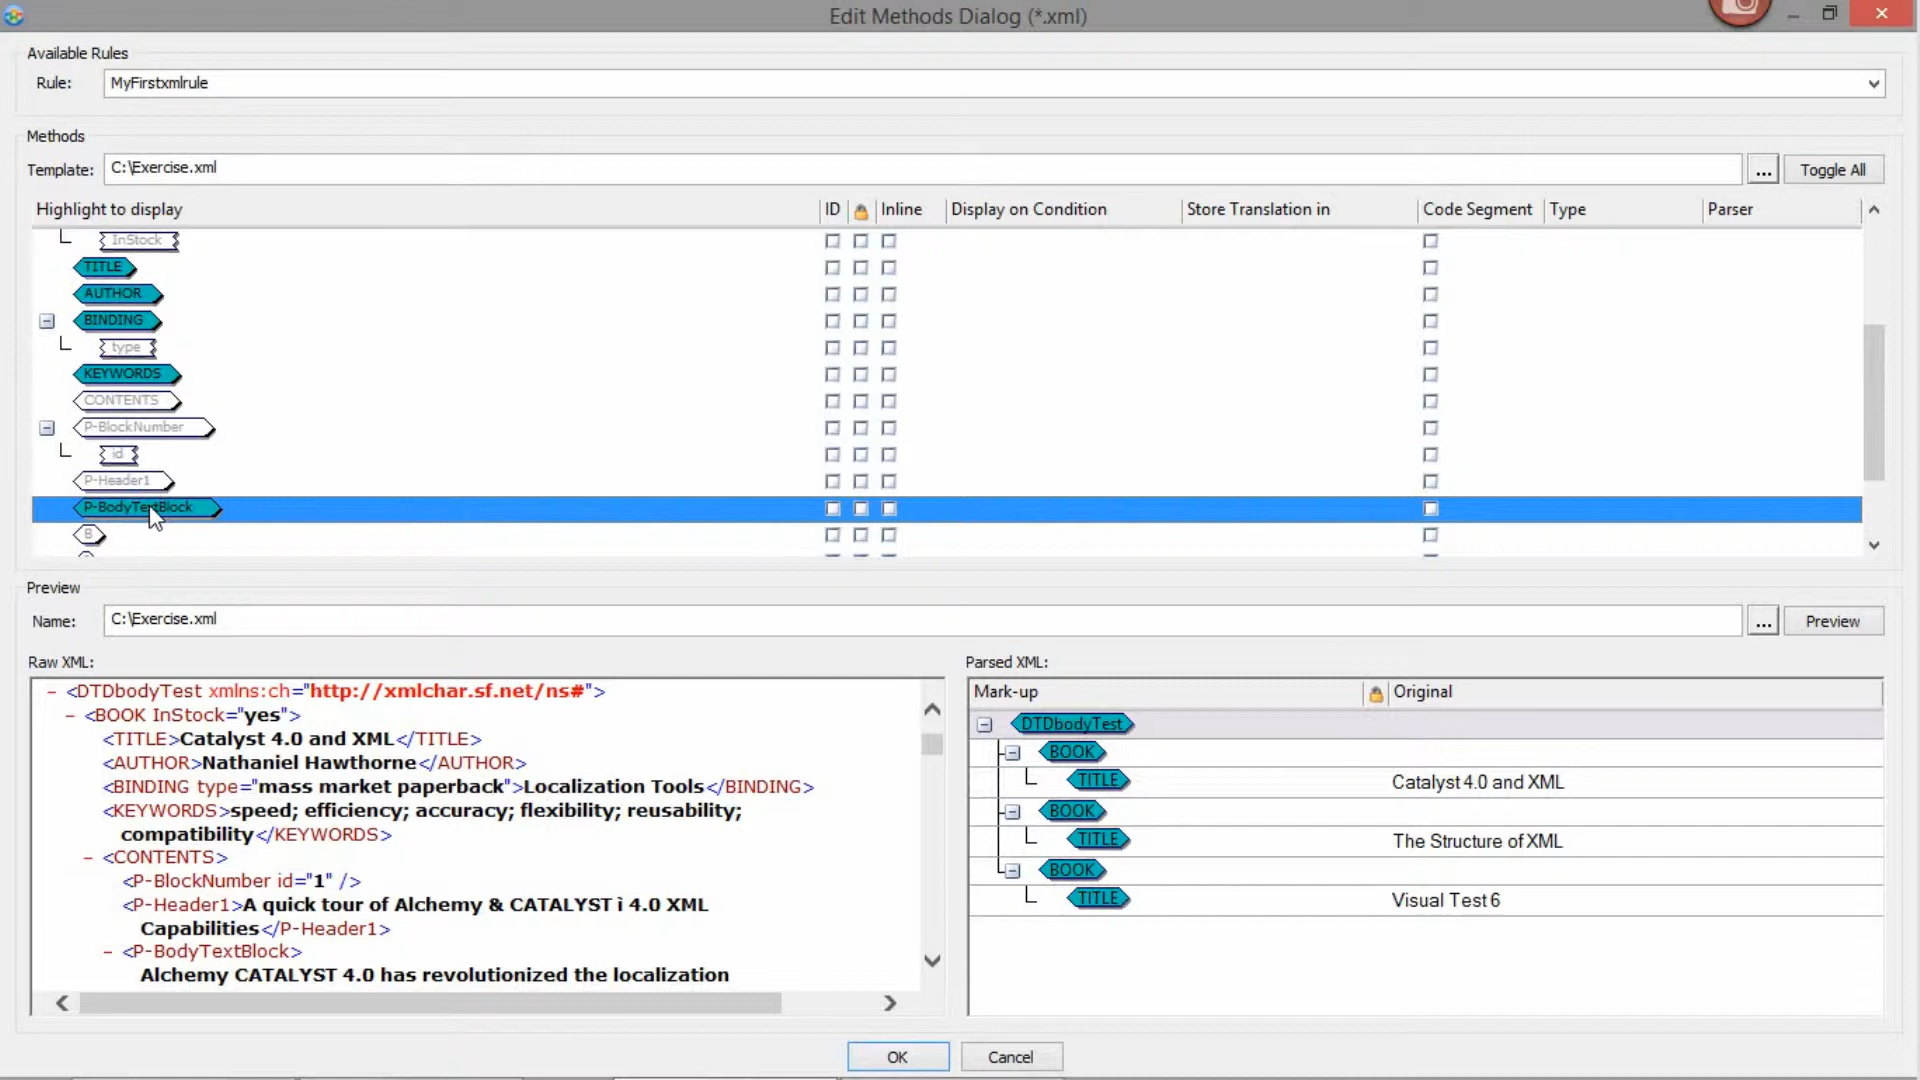 Edit Methods Dialog (*.xml)
Available Rules
Rule: MyFirstxmlrule
Methods
Template: C:\Exercise.xml ... Toggle All
Highlight to display ID Inline Display on Condition Store Translation in Code Segment Type Parser
InStock
TITLE
AUTHOR
BINDING
type
KEYWORDS
CONTENTS
P-BlockNumber
id
P-Header1
P-BodyTextBlock
B
Preview
Name: C:\Exercise.xml ... Preview
Raw XML:
− <DTDbodyTest xmlns:ch="http://xmlchar.sf.net/ns#">
− <BOOK InStock="yes">
<TITLE>Catalyst 4.0 and XML</TITLE>
<AUTHOR>Nathaniel Hawthorne</AUTHOR>
<BINDING type="mass market paperback">Localization Tools</BINDING>
<KEYWORDS>speed; efficiency; accuracy; flexibility; reusability;
compatibility</KEYWORDS>
− <CONTENTS>
<P-BlockNumber id="1" />
<P-Header1>A quick tour of Alchemy & CATALYST ì 4.0 XML
Capabilities</P-Header1>
− <P-BodyTextBlock>
Alchemy CATALYST 4.0 has revolutionized the localization
Parsed XML:
Mark-up Original
DTDbodyTest
BOOK
TITLE Catalyst 4.0 and XML
BOOK
TITLE The Structure of XML
BOOK
TITLE Visual Test 6
OK Cancel